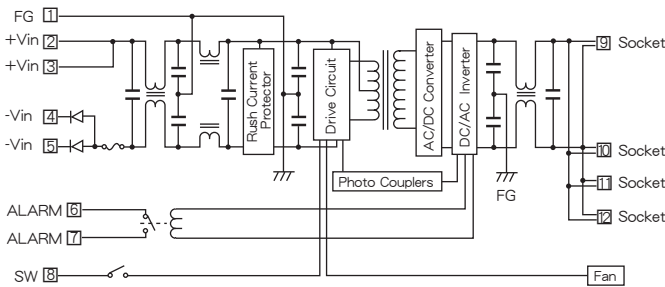 FG 1
+Vin 2
+Vin 3
-Vin 4
-Vin 5
ALARM 6
ALARM 7
SW 8
Rush Current
Protector
Drive Circuit
Photo Couplers
AC/DC Converter
DC/AC Inverter
FG
9 Socket
10 Socket
11 Socket
12 Socket
Fan